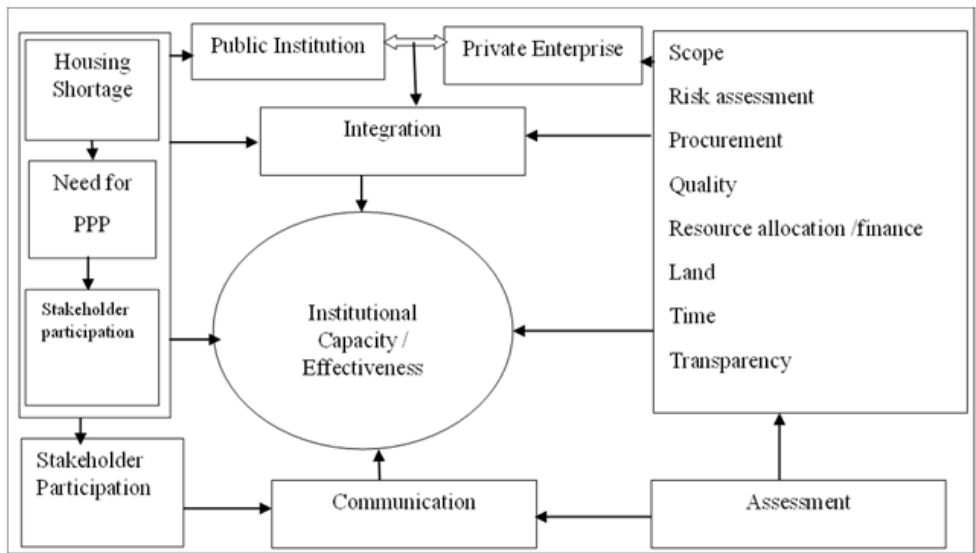 Housing
Shortage
Need for
PPP
Stakeholder
participation
Stakeholder
Participation
Public Institution
Private Enterprise
Integration
Institutional
Capacity /
Effectiveness
Communication
Scope
Risk assessment
Procurement
Quality
Resource allocation /finance
Land
Time
Transparency
Assessment